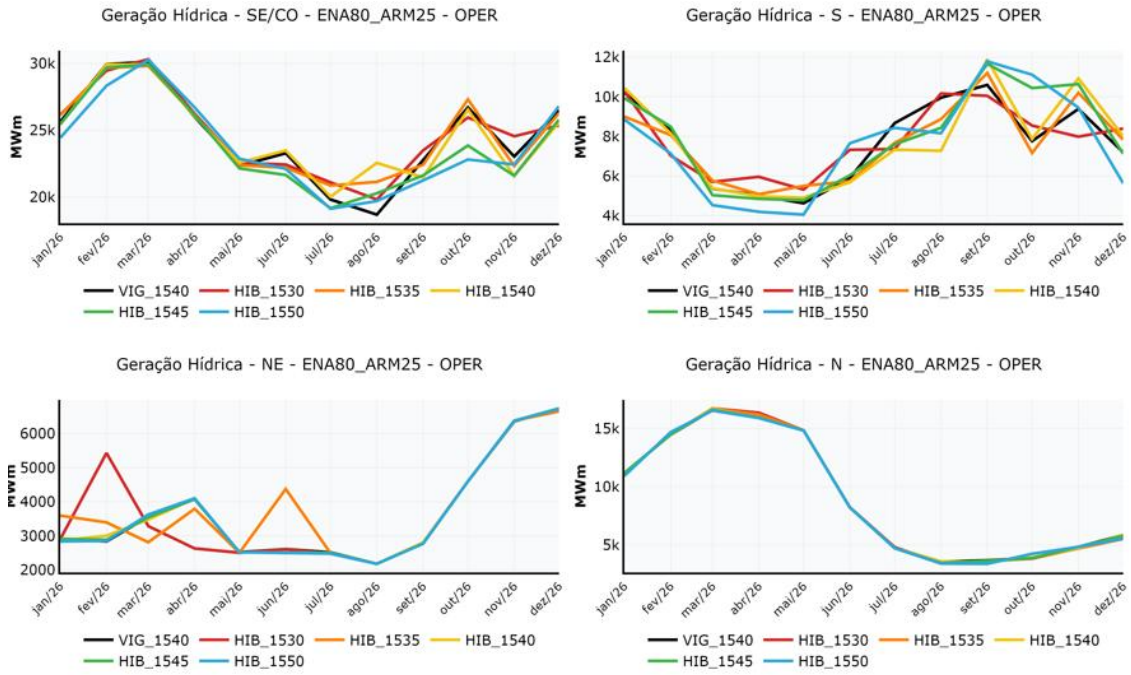 Geração Hídrica - SE/CO - ENA80_ARM25 - OPER
30k
25k
20k
MWm
jan/26 fev/26 mar/26 abr/26 mai/26 jun/26 jul/26 ago/26 set/26 out/26 nov/26 dez/26
VIG_1540 HIB_1530 HIB_1535 HIB_1540
HIB_1545 HIB_1550
Geração Hídrica - S - ENA80_ARM25 - OPER
12k
10k
8k
6k
4k
MWm
jan/26 fev/26 mar/26 abr/26 mai/26 jun/26 jul/26 ago/26 set/26 out/26 nov/26 dez/26
VIG_1540 HIB_1530 HIB_1535 HIB_1540
HIB_1545 HIB_1550
Geração Hídrica - NE - ENA80_ARM25 - OPER
6000
5000
4000
3000
2000
MWm
jan/26 fev/26 mar/26 abr/26 mai/26 jun/26 jul/26 ago/26 set/26 out/26 nov/26 dez/26
VIG_1540 HIB_1530 HIB_1535 HIB_1540
HIB_1545 HIB_1550
Geração Hídrica - N - ENA80_ARM25 - OPER
15k
10k
5k
MWm
jan/26 fev/26 mar/26 abr/26 mai/26 jun/26 jul/26 ago/26 set/26 out/26 nov/26 dez/26
VIG_1540 HIB_1530 HIB_1535 HIB_1540
HIB_1545 HIB_1550